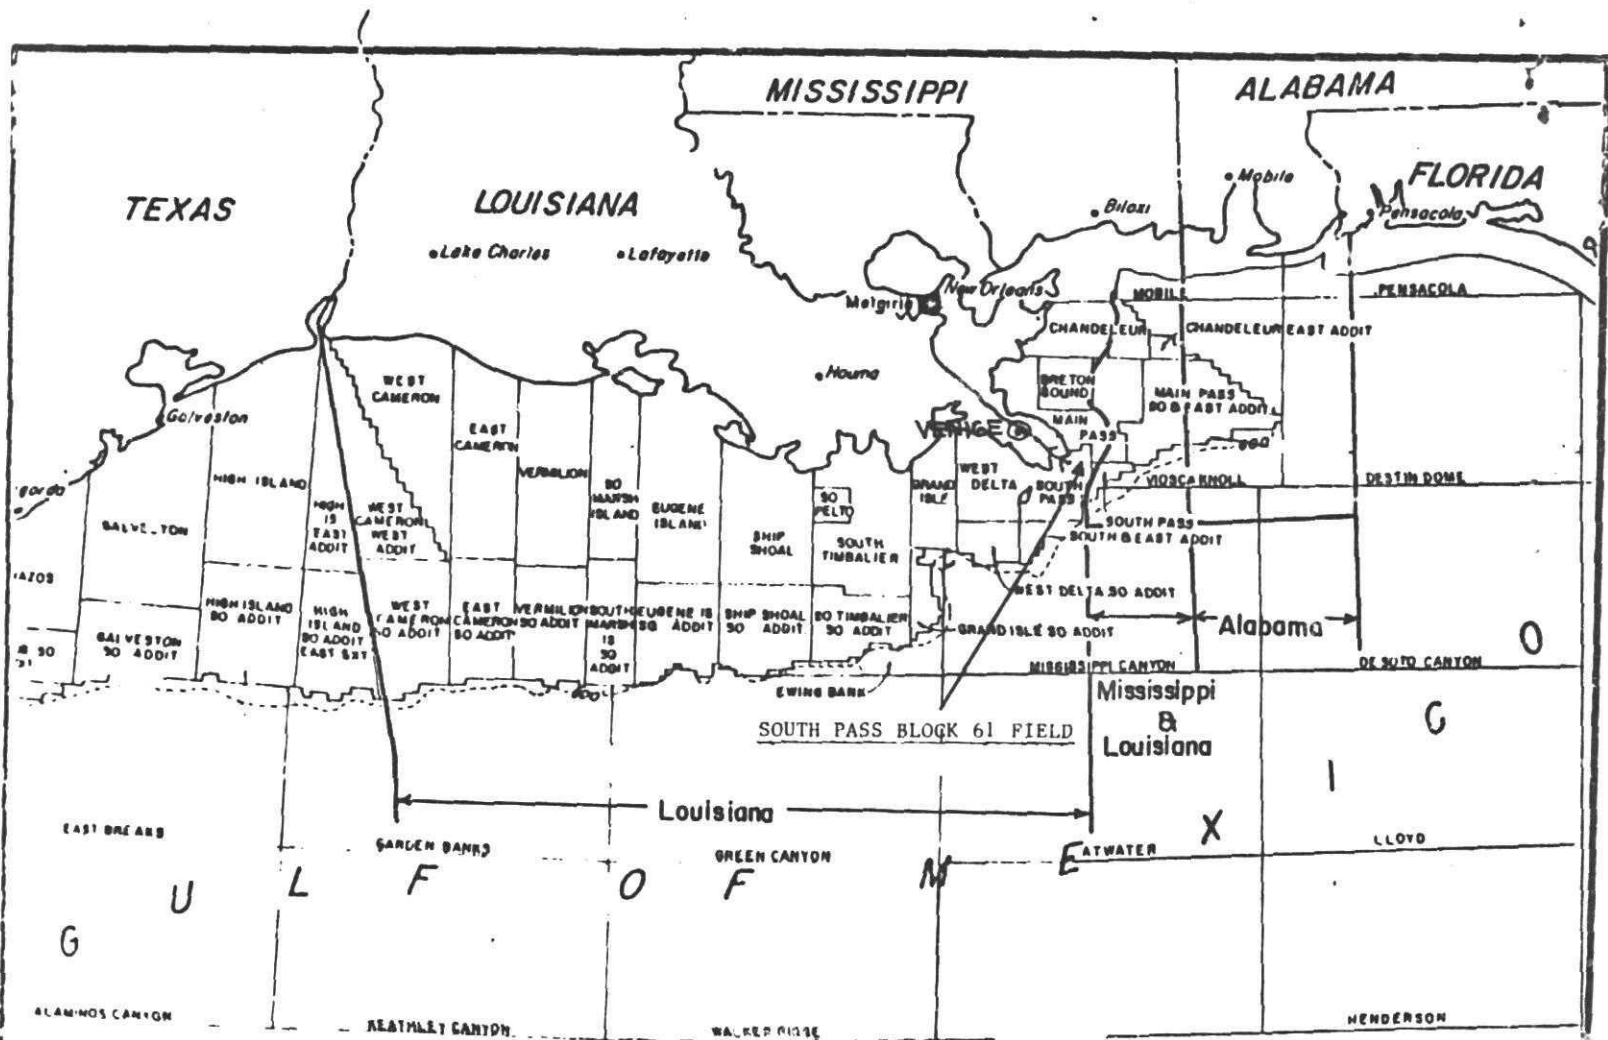 MISSISSIPPI
ALABAMA
TEXAS
LOUISIANA
FLORIDA
Mobile
Biloxi
Pensacola
Lake Charles
Lafayette
New Orleans
MOBILE
PENSACOLA
CHANDELEUR
CHANDELEUR EAST ADDIT
Houma
BRETON
SOUND
MAIN PASS
SO & EAST ADDIT
WEST
CAMERON
Galveston
EAST
CAMERON
MAIN
PASS
VENICE
WEST
DELTA
SOUTH
PASS
VIOSCA KNOLL
DESTIN DOME
HIGH ISLAND
VERMILION
SO
MARSH
ISLAND
GRAND
ISLE
SO
PELTO
EUGENE
ISLAND
HIGH
IS
EAST
ADDIT
WEST
CAMERON
WEST
ADDIT
SHIP
SHOAL
SOUTH
TIMBALIER
SOUTH PASS
SOUTH & EAST ADDIT
WEST DELTA SO ADDIT
HIGH ISLAND
SO ADDIT
HIGH
ISLAND
SO ADDIT
EAST EXT
WEST
CAMERON
SO ADDIT
EAST
CAMERON
SO ADDIT
VERMILION
SO ADDIT
SOUTH
MARSH
IS
SO
ADDIT
EUGENE IS
SO ADDIT
SHIP SHOAL
SO ADDIT
SO TIMBALIER
SO ADDIT
GRAND ISLE SO ADDIT
Alabama
GALVESTON
SO ADDIT
MISSISSIPPI CANYON
DE SOTO CANYON
EWING BANK
SOUTH PASS BLOCK 61 FIELD
Mississippi
&
Louisiana
Louisiana
EAST BREAKS
GARDEN BANKS
GREEN CANYON
ATWATER
LLOYD
G U L F O F M E X I C O
ALAMINOS CANYON
KEATHLEY CANYON
WALKER RIDGE
HENDERSON